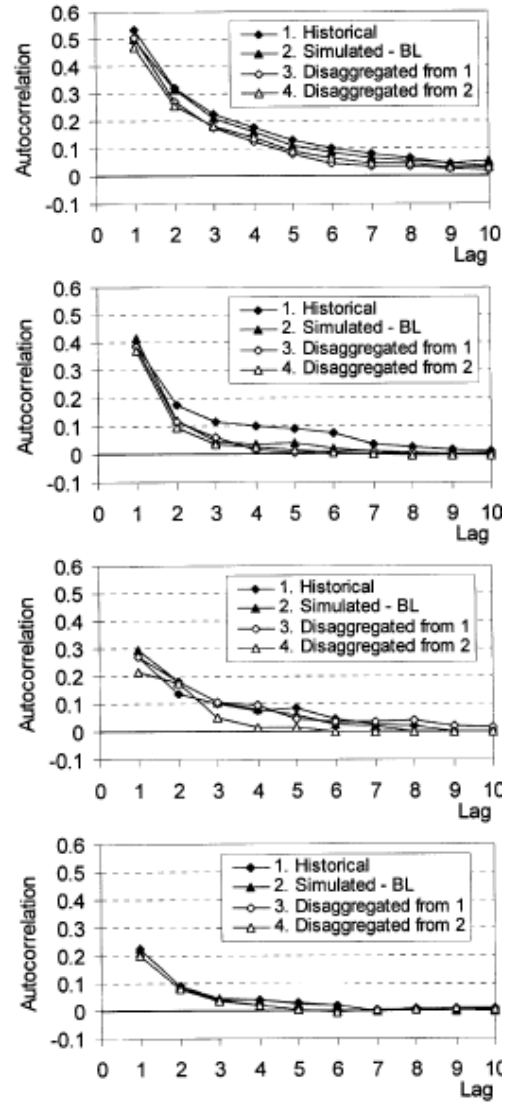 0.6
0.5
0.4
0.3
0.2
0.1
0
-0.1
Autocorrelation
1. Historical
2. Simulated - BL
3. Disaggregated from 1
4. Disaggregated from 2
0 1 2 3 4 5 6 7 8 9 10
Lag
0.6
0.5
0.4
0.3
0.2
0.1
0
-0.1
Autocorrelation
1. Historical
2. Simulated - BL
3. Disaggregated from 1
4. Disaggregated from 2
0 1 2 3 4 5 6 7 8 9 10
Lag
0.6
0.5
0.4
0.3
0.2
0.1
0
-0.1
Autocorrelation
1. Historical
2. Simulated - BL
3. Disaggregated from 1
4. Disaggregated from 2
0 1 2 3 4 5 6 7 8 9 10
Lag
0.6
0.5
0.4
0.3
0.2
0.1
0
-0.1
Autocorrelation
1. Historical
2. Simulated - BL
3. Disaggregated from 1
4. Disaggregated from 2
0 1 2 3 4 5 6 7 8 9 10
Lag